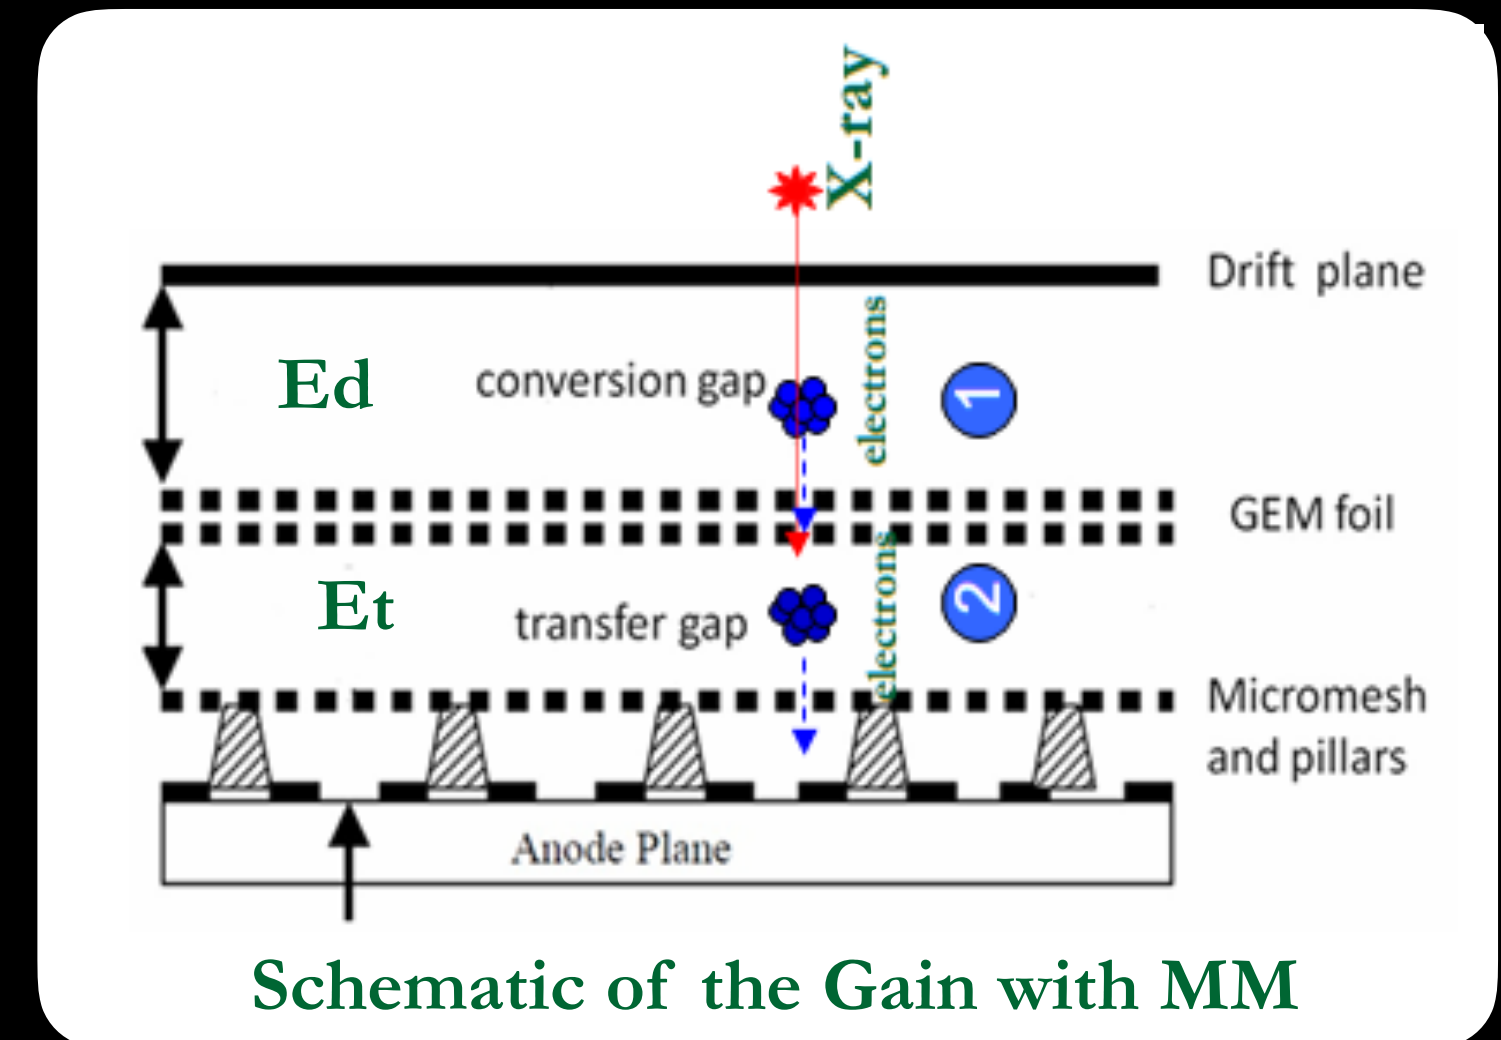 X-ray
Drift plane
Ed
conversion gap
electrons
1
GEM foil
Et
transfer gap
electrons
2
Micromesh
and pillars
Anode Plane
Schematic of the Gain with MM